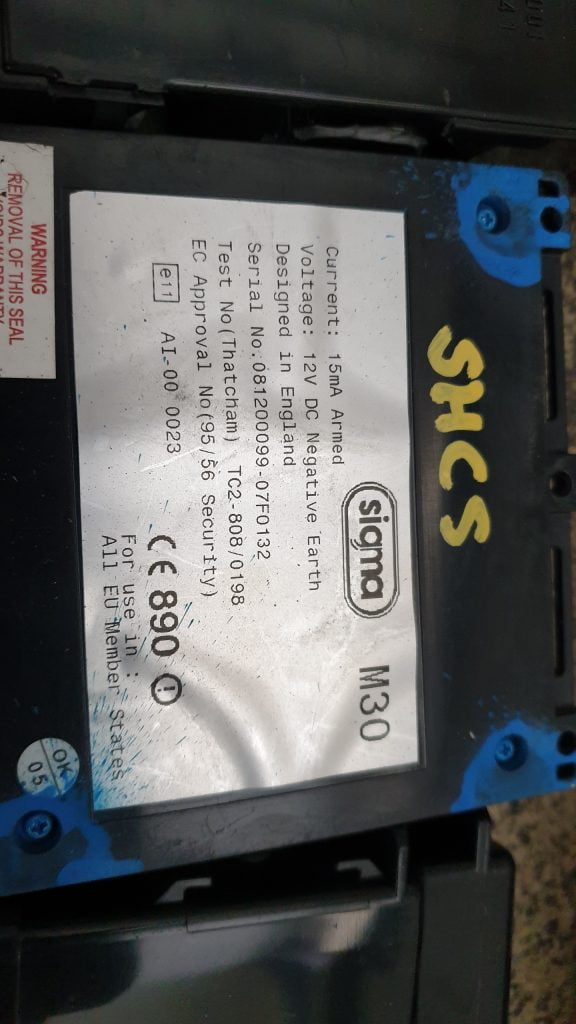 SHCS
sigma M30
Current: 15mA Armed
Voltage: 12V DC Negative Earth
Designed in England
Serial No:081200099-07F0132
Test No(Thatcham) TC2-808/0198
EC Approval No(95/56 Security)
e11 AI-00 0023
CE 890 !
For use in :
All EU Member States
OK
05
WARNING
REMOVAL OF THIS SEAL